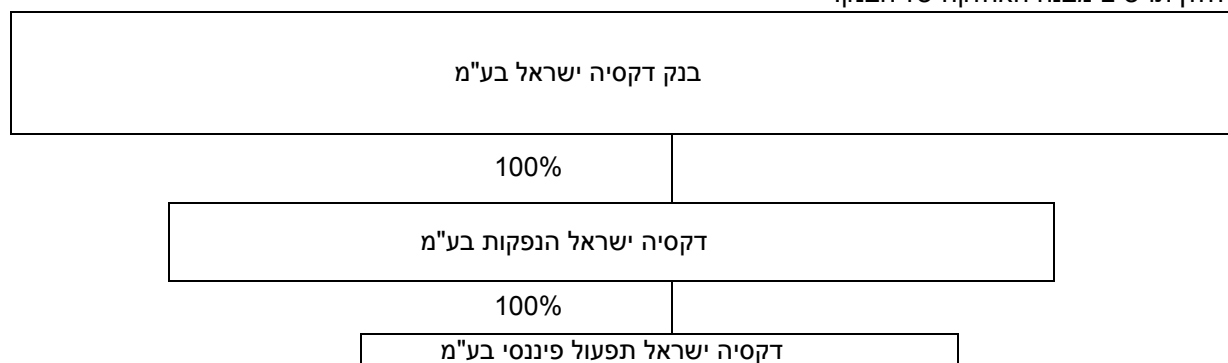 בנק דקסיה ישראל בע"מ
100%
דקסיה ישראל הנפקות בע"מ
100%
דקסיה ישראל תפעול פיננסי בע"מ